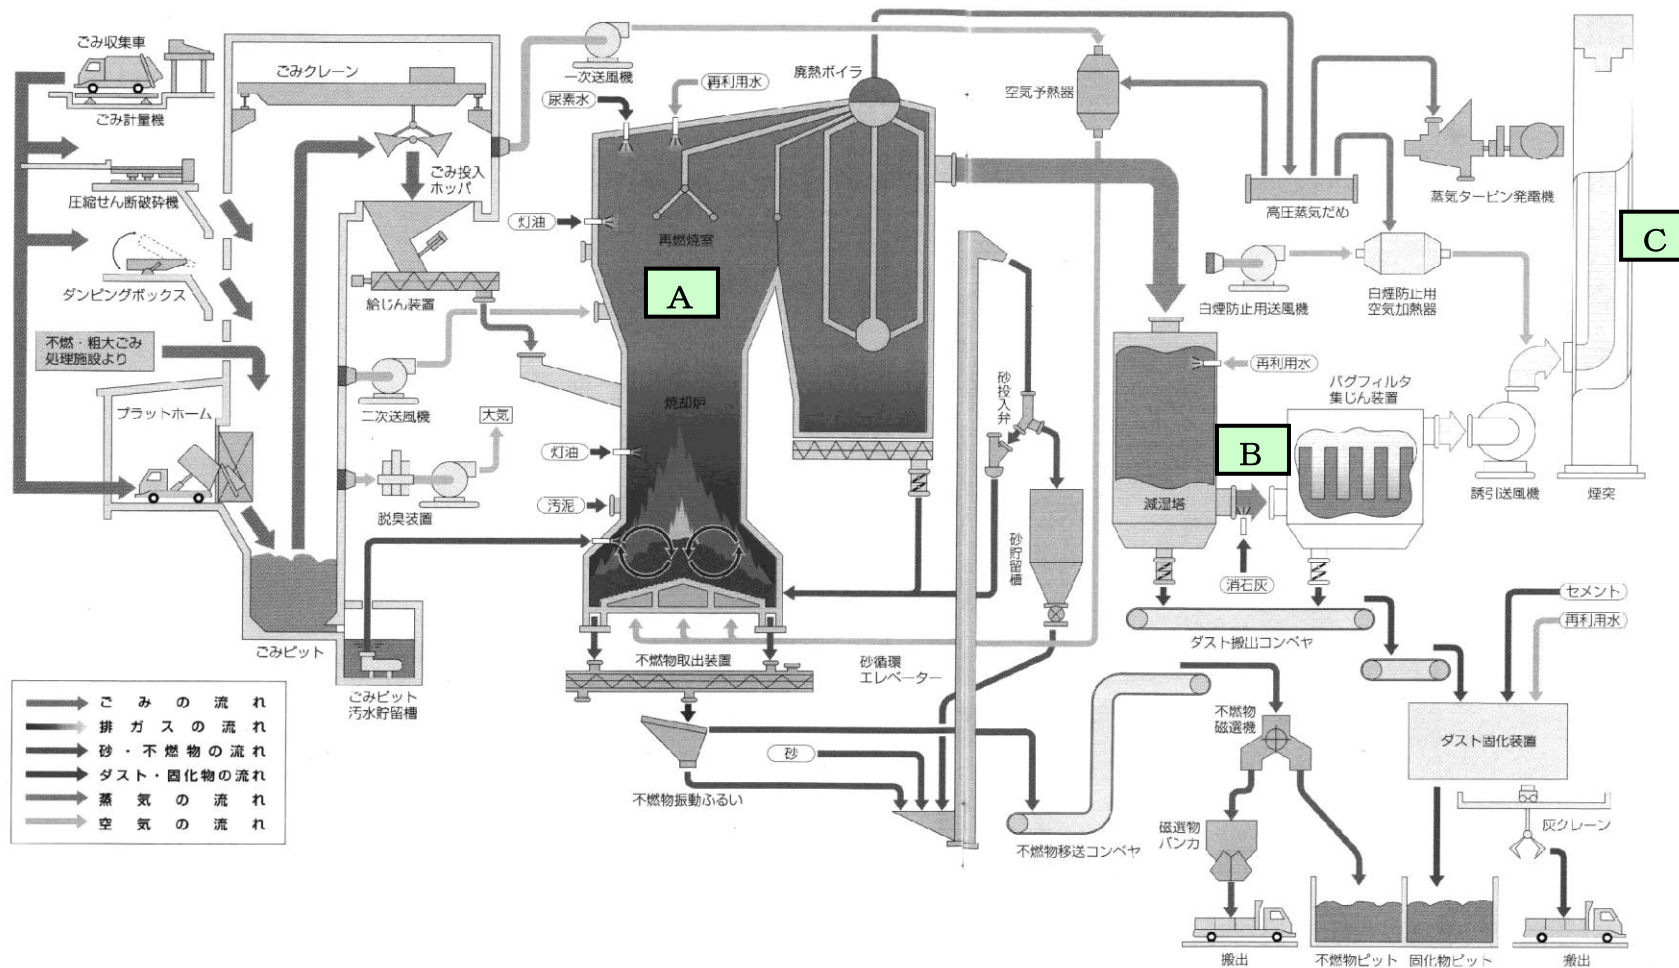 ごみ収集車
ごみ計量機
圧縮せん断破砕機
ダンピングボックス
不燃・粗大ごみ
処理施設より
プラットホーム
ごみクレーン
ごみ投入
ホッパ
給じん装置
二次送風機
大気
脱臭装置
ごみピット
ごみピット
汚水貯留槽
一次送風機
尿素水
再利用水
廃熱ボイラ
灯油
再燃焼室
A
焼却炉
灯油
汚泥
不燃物取出装置
不燃物振動ふるい
砂
砂循環
エレベーター
砂投入弁
砂貯留槽
空気予熱器
高圧蒸気だめ
蒸気タービン発電機
白煙防止用送風機
白煙防止用
空気加熱器
C
再利用水
減湿塔
B
バグフィルタ
集じん装置
消石灰
誘引送風機
煙突
ダスト搬出コンベヤ
セメント
再利用水
ダスト固化装置
灰クレーン
不燃物
磁選機
不燃物移送コンベヤ
磁選物
バンカ
搬出
不燃物ピット
固化物ピット
搬出
ごみの流れ
排ガスの流れ
砂・不燃物の流れ
ダスト・固化物の流れ
蒸気の流れ
空気の流れ